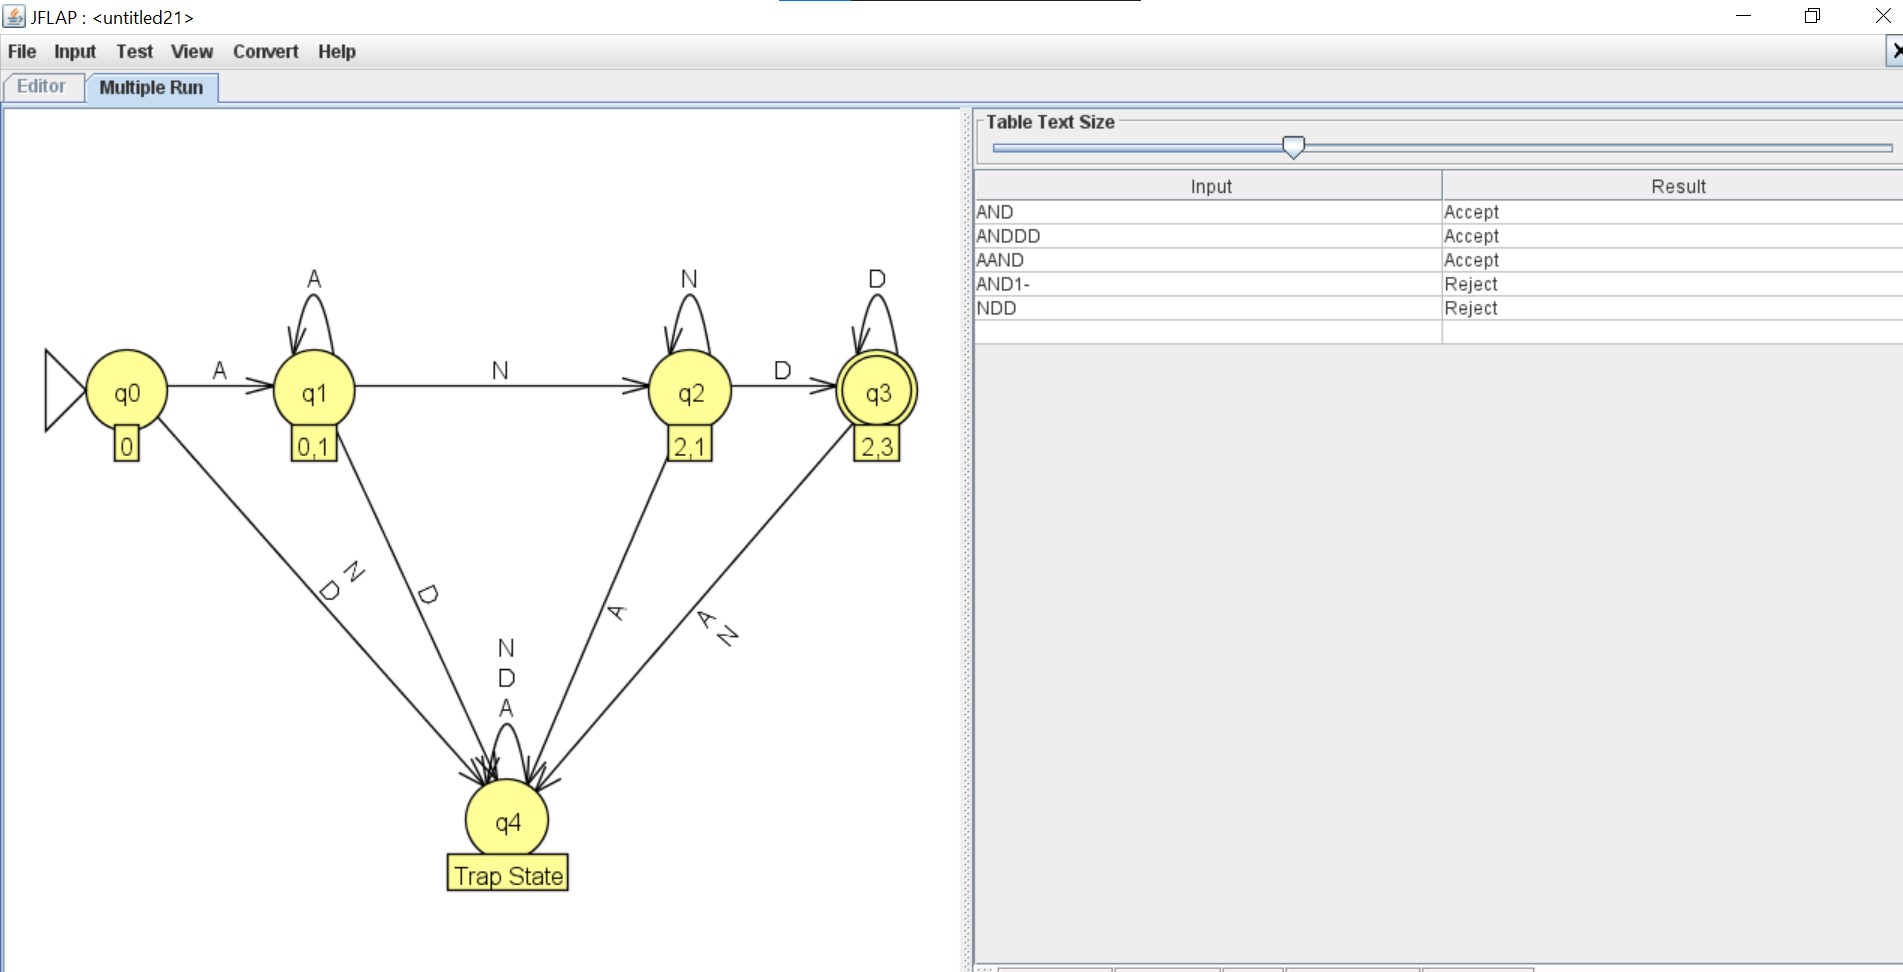 JFLAP : <untitled21>
File Input Test View Convert Help
Editor Multiple Run
Table Text Size
Input Result
AND Accept
ANDDD Accept
AAND Accept
AND1- Reject
NDD Reject
A N D
q0 A q1 N q2 D q3
0 0,1 2,1 2,3
N
D
D
A
A
N
N
D
A
q4
Trap State